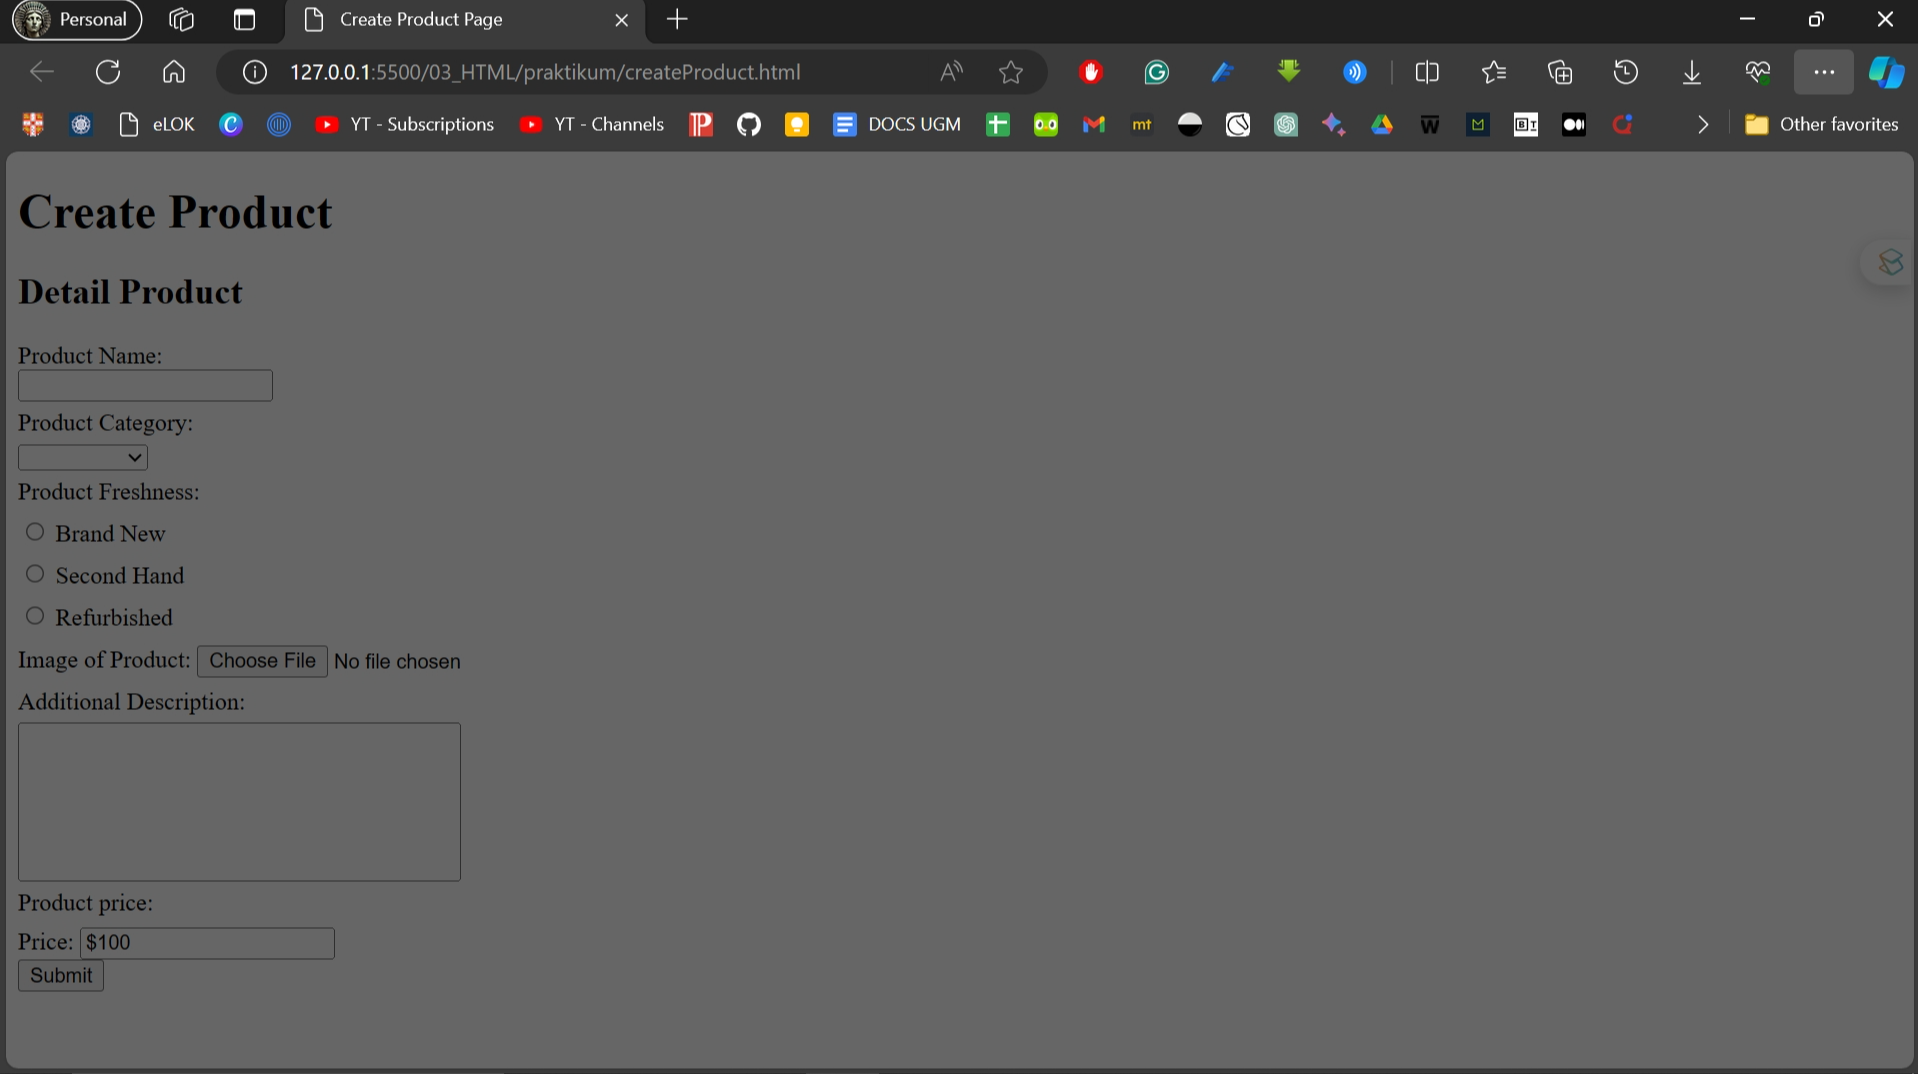 Personal
Create Product Page
127.0.0.1:5500/03_HTML/praktikum/createProduct.html
eLOK
YT - Subscriptions
YT - Channels
DOCS UGM
mt
Other favorites
Create Product
Detail Product
Product Name:
Product Category:
Product Freshness:
Brand New
Second Hand
Refurbished
Image of Product: Choose File No file chosen
Additional Description:
Product price:
Price: $100
Submit